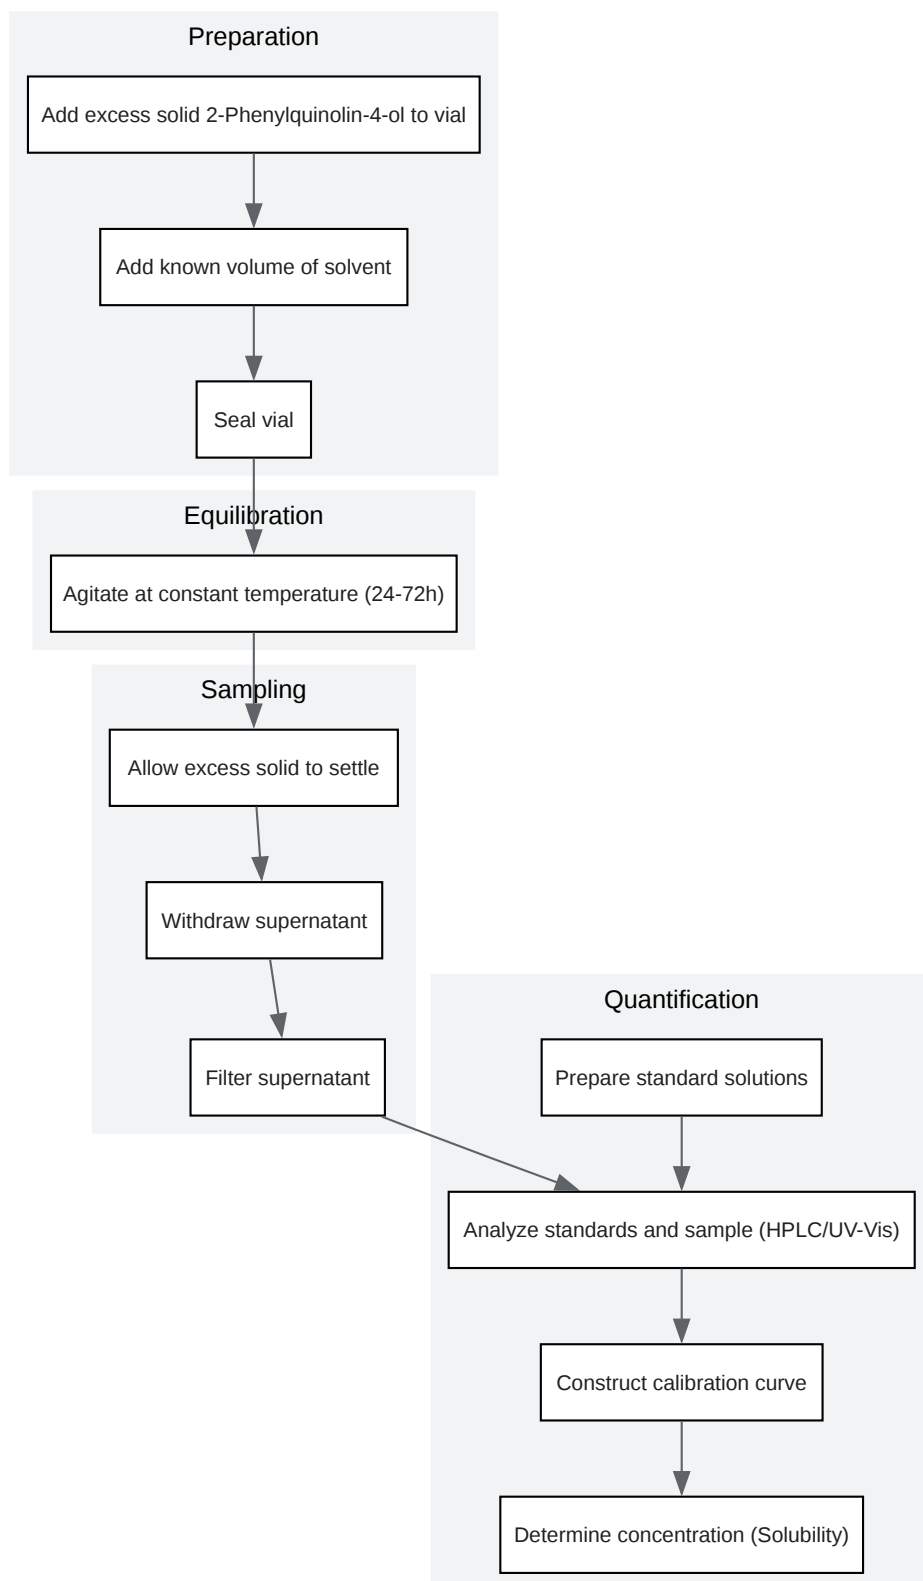 Preparation
Add excess solid 2-Phenylquinolin-4-ol to vial
Add known volume of solvent
Seal vial
Equilibration
Agitate at constant temperature (24-72h)
Sampling
Allow excess solid to settle
Withdraw supernatant
Filter supernatant
Quantification
Prepare standard solutions
Analyze standards and sample (HPLC/UV-Vis)
Construct calibration curve
Determine concentration (Solubility)